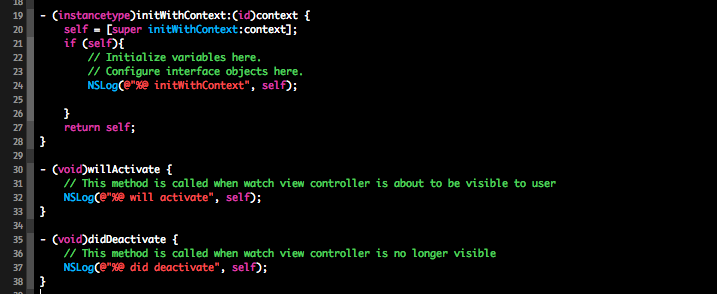 18
19 - (instancetype)initWithContext:(id)context {
20 self = [super initWithContext:context];
21 if (self){
22 // Initialize variables here.
23 // Configure interface objects here.
24 NSLog(@"%@ initWithContext", self);
25
26 }
27 return self;
28 }
29
30 - (void)willActivate {
31 // This method is called when watch view controller is about to be visible to user
32 NSLog(@"%@ will activate", self);
33 }
34
35 - (void)didDeactivate {
36 // This method is called when watch view controller is no longer visible
37 NSLog(@"%@ did deactivate", self);
38 }
39